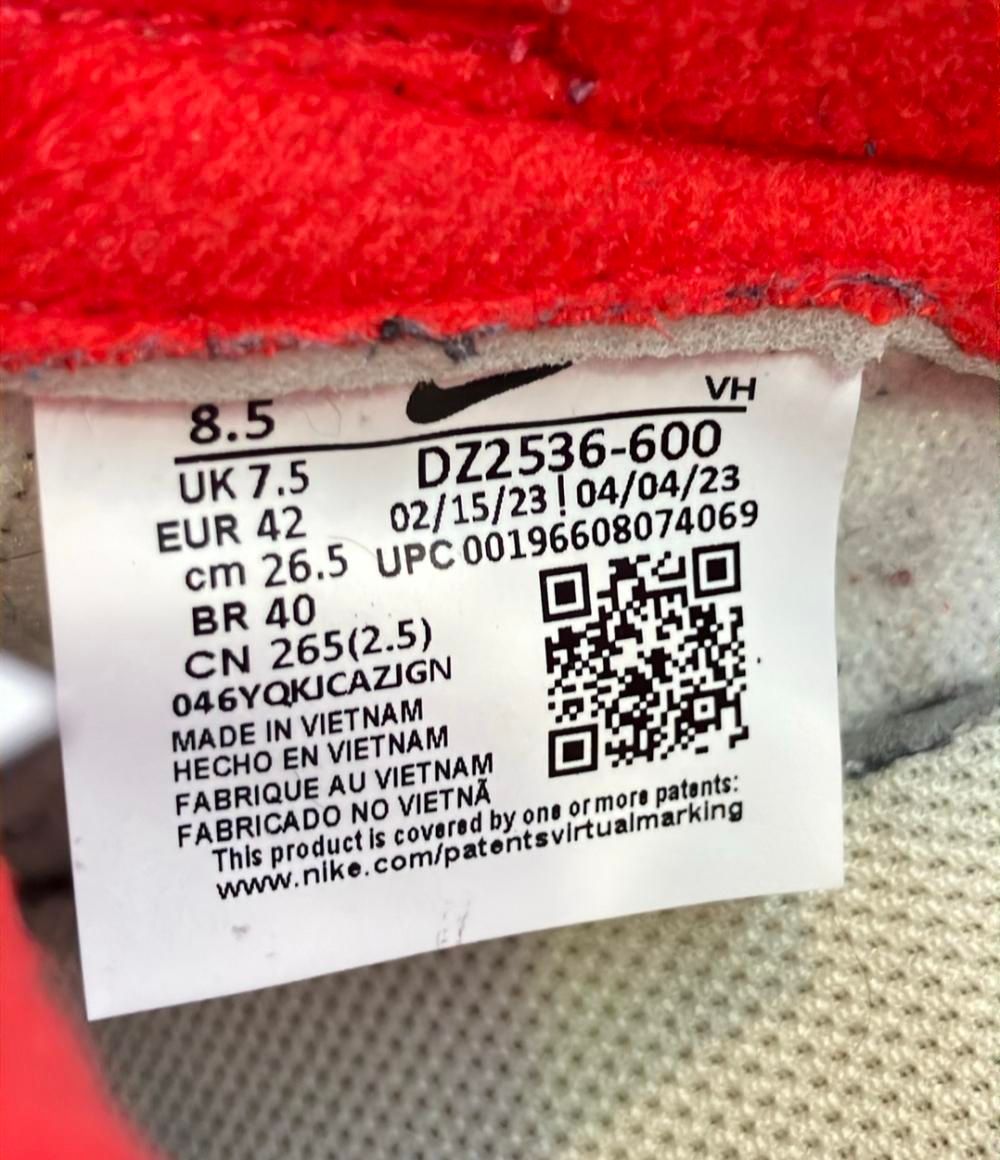 VH
8.5
UK 7.5
DZ2536-600
EUR 42
02/15/23 | 04/04/23
cm 26.5
UPC 00196608074069
BR 40
CN 265(2.5)
046YQKJCAZJGN
MADE IN VIETNAM
HECHO EN VIETNAM
FABRIQUE AU VIETNAM
FABRICADO NO VIETNÃ
This product is covered by one or more patents:
www.nike.com/patentsvirtualmarking